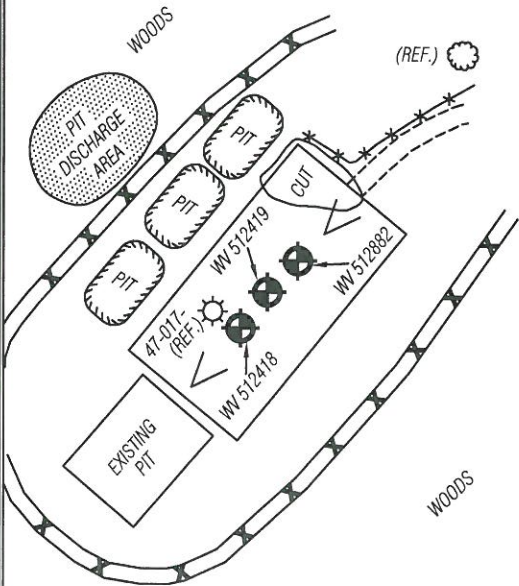 WOODS
(REF.)
PIT
DISCHARGE
AREA
PIT
PIT
PIT
CUT
WV 512419
WV 512882
47-017-
(REF.)
WV 512418
EXISTING
PIT
WOODS